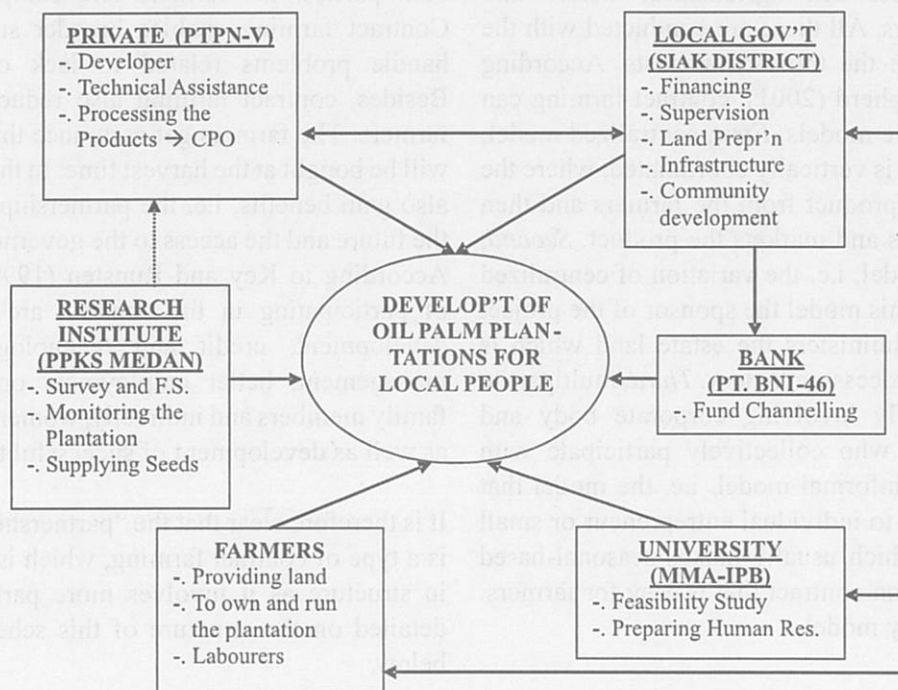 PRIVATE (PTPN-V)
-. Developer
-. Technical Assistance
-. Processing the
Products → CPO
LOCAL GOV'T
(SIAK DISTRICT)
-. Financing
-. Supervision
-. Land Prepr'n
-. Infrastructure
-. Community
development
RESEARCH
INSTITUTE
(PPKS MEDAN)
-. Survey and F.S.
-. Monitoring the
Plantation
-. Supplying Seeds
DEVELOP'T OF
OIL PALM PLAN-
TATIONS FOR
LOCAL PEOPLE
BANK
(PT. BNI-46)
-. Fund Channelling
FARMERS
-. Providing land
-. To own and run
the plantation
-. Labourers
UNIVERSITY
(MMA-IPB)
-. Feasibility Study
-. Preparing Human Res.